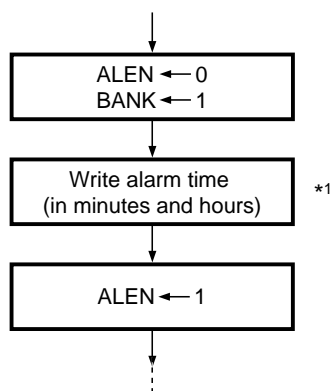 ALEN ← 0
BANK ← 1
Write alarm time
(in minutes and hours)
*1
ALEN ← 1